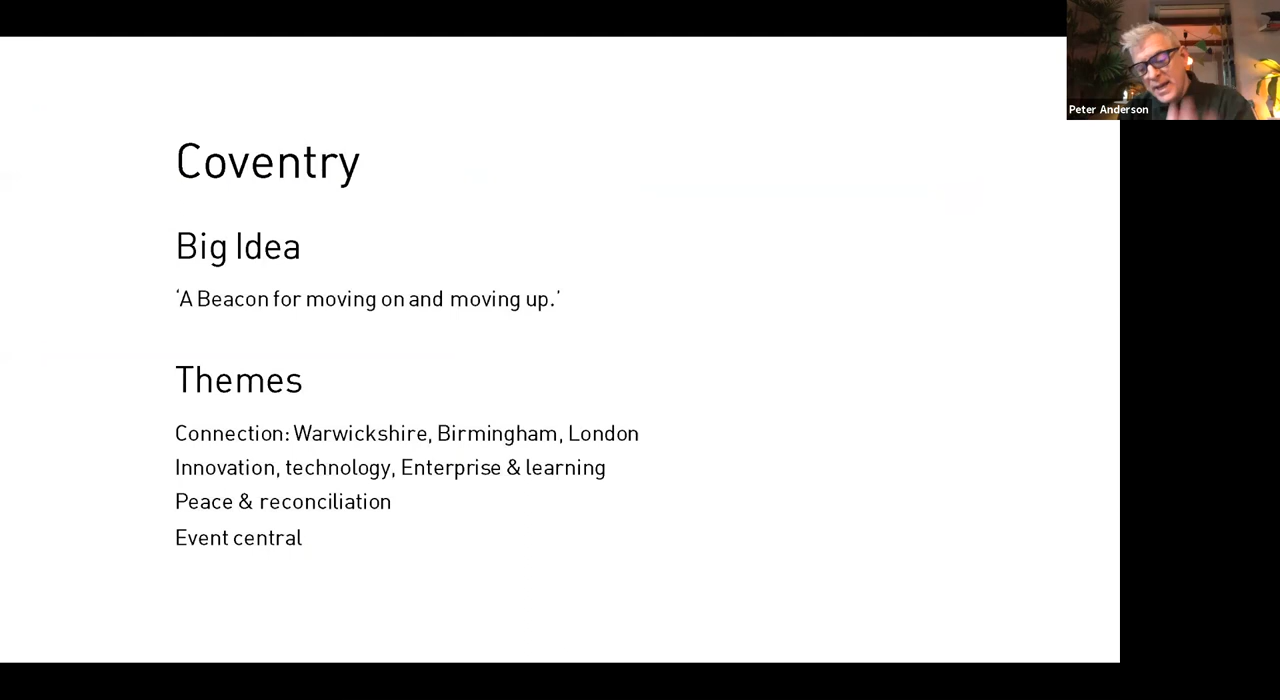 Coventry
Big Idea
‘A Beacon for moving on and moving up.’
Themes
Connection: Warwickshire, Birmingham, London
Innovation, technology, Enterprise & learning
Peace & reconciliation
Event central
Peter Anderson